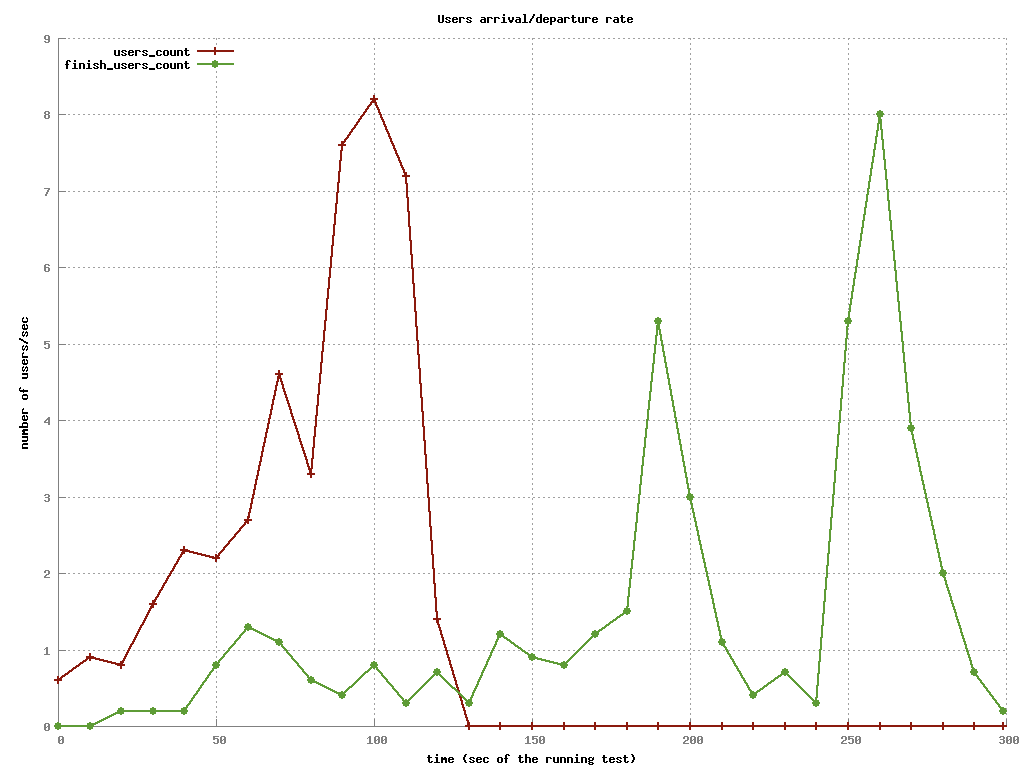 Users arrival/departure rate
users_count
finish_users_count
9
8
7
6
5
4
3
2
1
0
number of users/sec
0 50 100 150 200 250 300
time (sec of the running test)